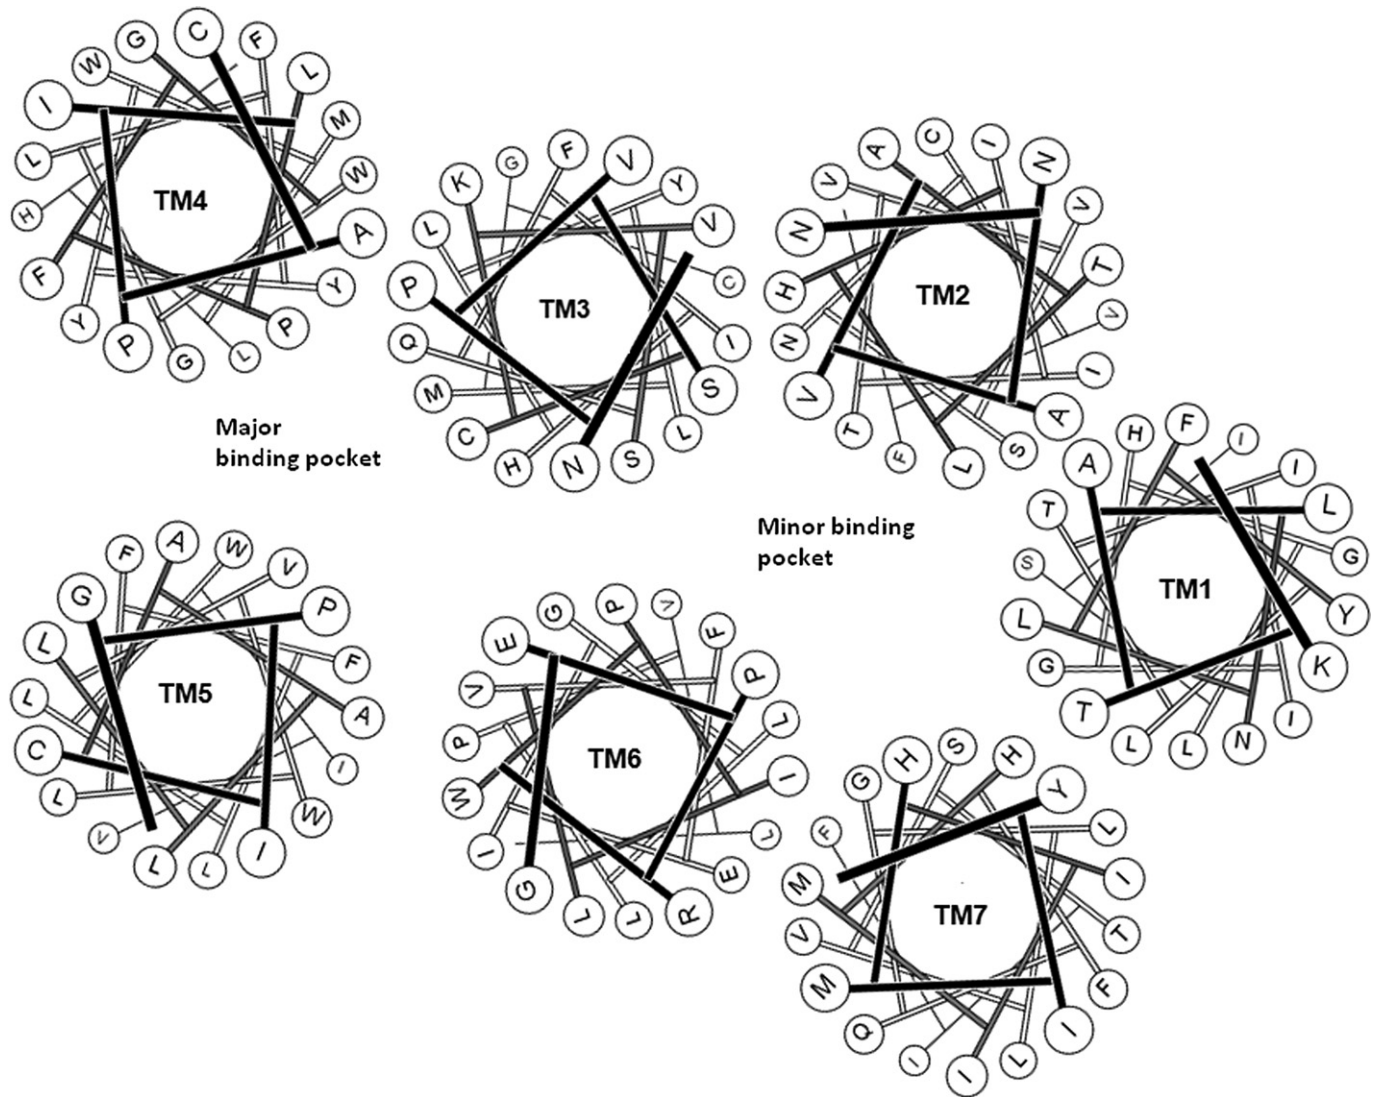 C F L M W A Y P L G P Y F H L I W G
TM4
F V Y V C I S L S N H C M Q P L K G
TM3
C I N V T V I A S L F T V N H N V A
TM2
Major
binding pocket
F I I L G Y K I N L L T G L S T A H
TM1
Minor binding
pocket
A W V P F A I W I L L V L C L L G F
TM5
P V F P L I L E R L L G I W P V E G
TM6
S H Y L I T F I L I I Q M V M F G H
TM7